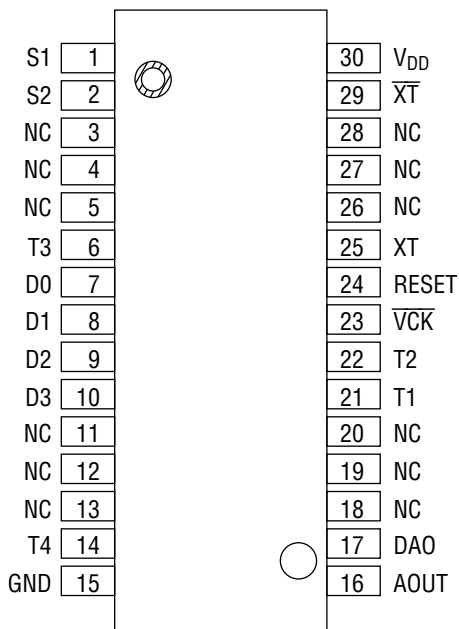 S1 1 30 VDD
S2 2 29 X̅T̅
NC 3 28 NC
NC 4 27 NC
NC 5 26 NC
T3 6 25 XT
D0 7 24 RESET
D1 8 23 V̅C̅K̅
D2 9 22 T2
D3 10 21 T1
NC 11 20 NC
NC 12 19 NC
NC 13 18 NC
T4 14 17 DAO
GND 15 16 AOUT